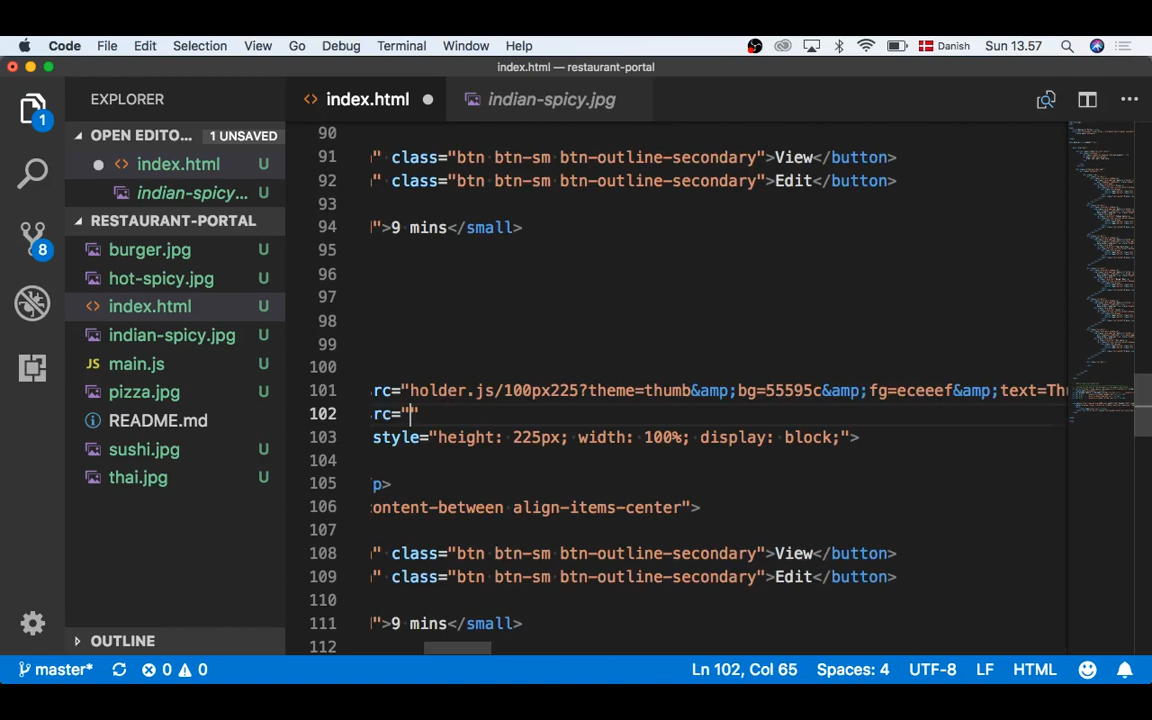 Code File Edit Selection View Go Debug Terminal Window Help Danish Sun 13.57
index.html — restaurant-portal
EXPLORER
index.html
indian-spicy.jpg
OPEN EDITO... 1 UNSAVED
index.html U
indian-spicy... U
RESTAURANT-PORTAL
burger.jpg U
hot-spicy.jpg U
index.html U
indian-spicy.jpg U
JS main.js U
pizza.jpg U
README.md U
sushi.jpg U
thai.jpg U
OUTLINE
1
8
90
91 " class="btn btn-sm btn-outline-secondary">View</button>
92 " class="btn btn-sm btn-outline-secondary">Edit</button>
93
94 ">9 mins</small>
95
96
97
98
99
100
101 rc="holder.js/100px225?theme=thumb&amp;bg=55595c&amp;fg=eceeef&amp;text=Th
102 rc=""
103 style="height: 225px; width: 100%; display: block;">
104
105 p>
106 ontent-between align-items-center">
107
108 " class="btn btn-sm btn-outline-secondary">View</button>
109 " class="btn btn-sm btn-outline-secondary">Edit</button>
110
111 ">9 mins</small>
112
master* 0 0 Ln 102, Col 65 Spaces: 4 UTF-8 LF HTML